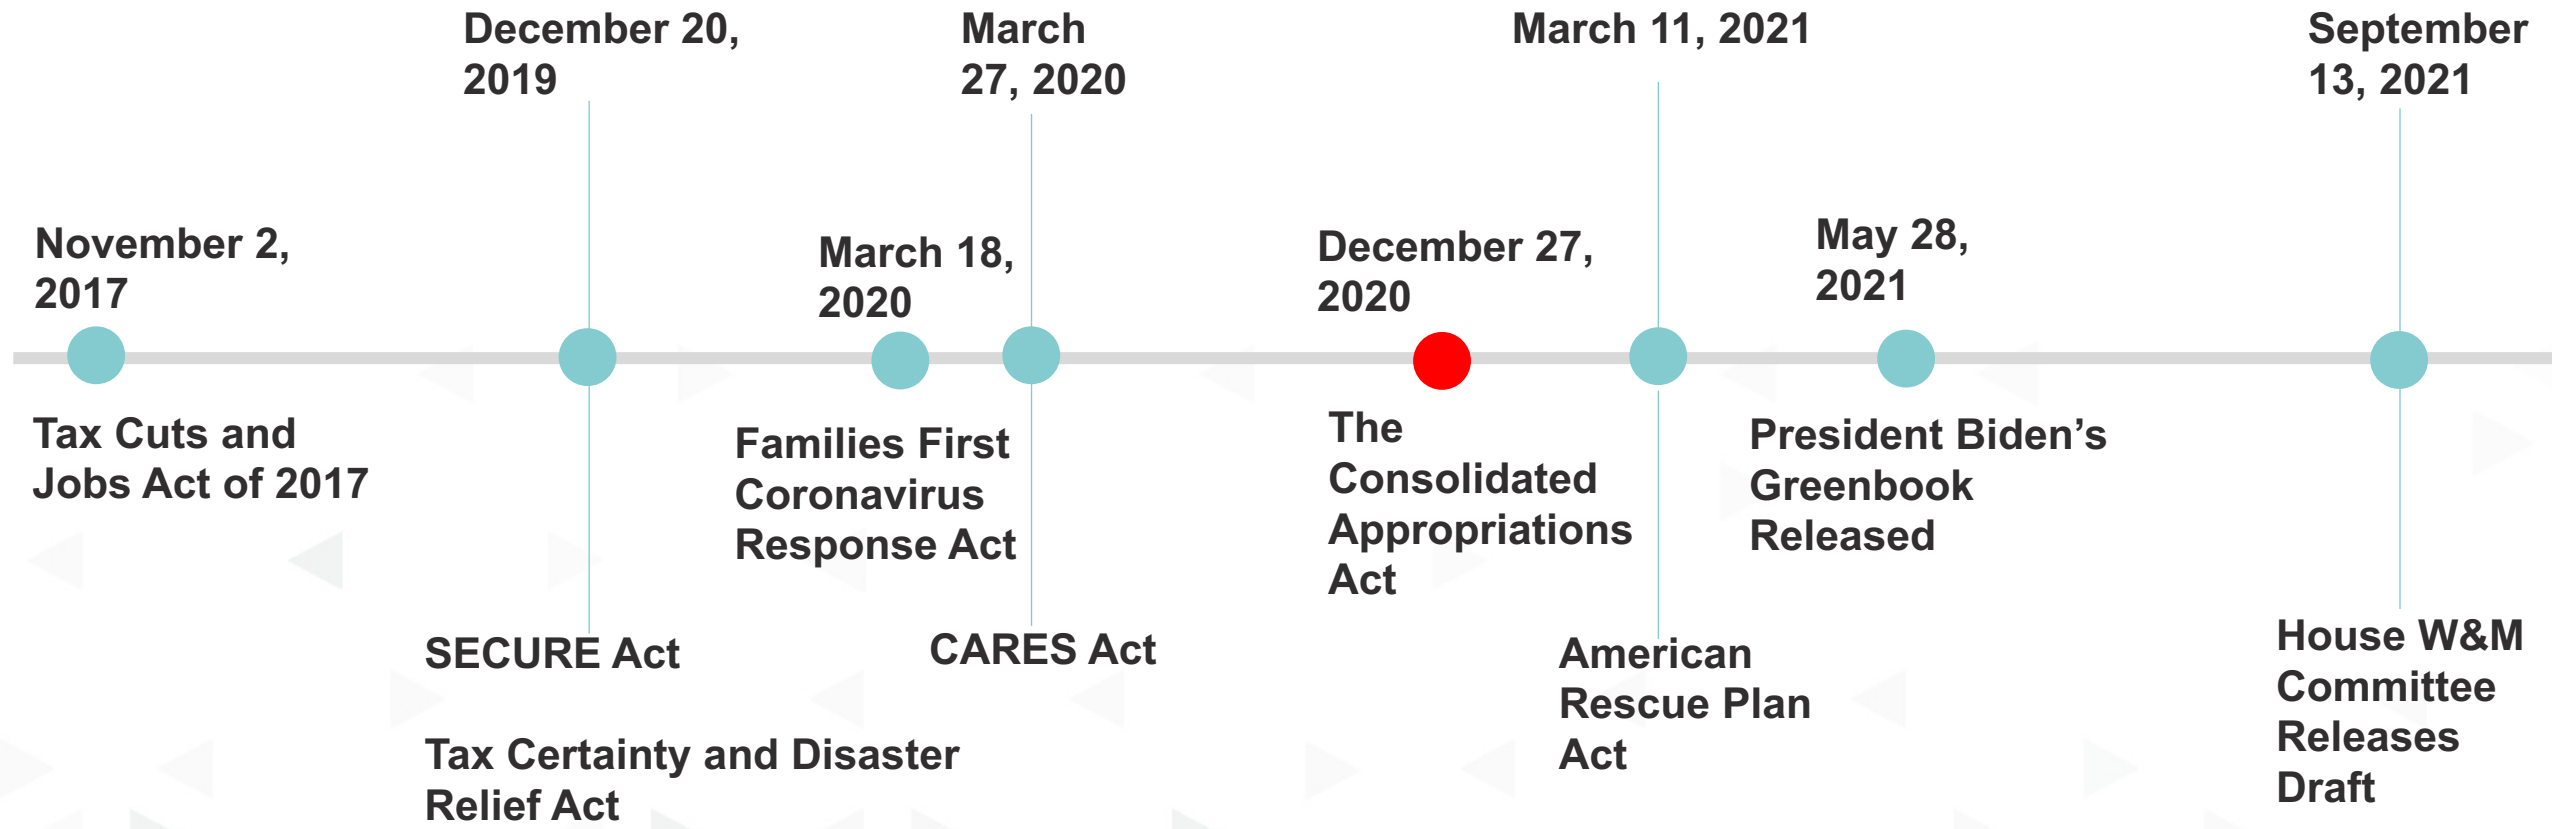 November 2,
2017
Tax Cuts and
Jobs Act of 2017
December 20,
2019
SECURE Act
Tax Certainty and Disaster
Relief Act
March 18,
2020
Families First
Coronavirus
Response Act
March
27, 2020
CARES Act
December 27,
2020
The
Consolidated
Appropriations
Act
March 11, 2021
American
Rescue Plan
Act
May 28,
2021
President Biden’s
Greenbook
Released
September
13, 2021
House W&M
Committee
Releases
Draft